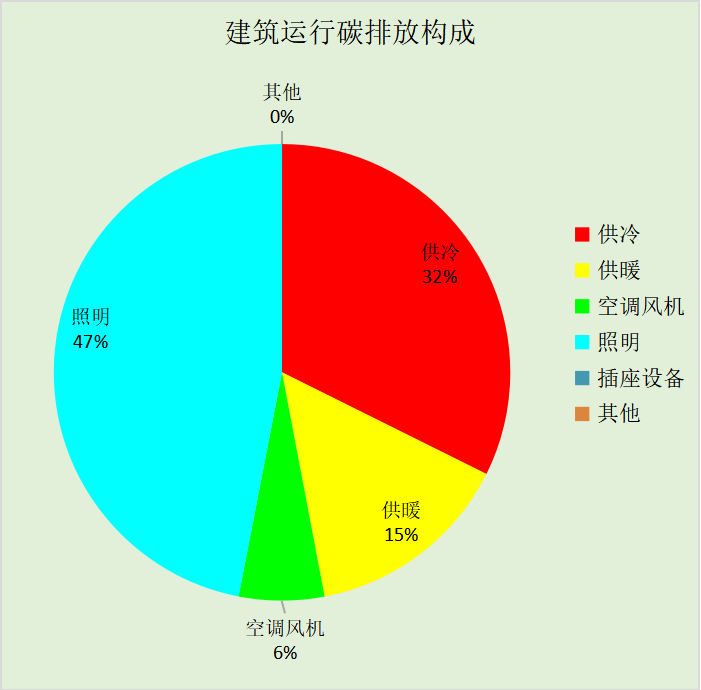 建筑运行碳排放构成
其他
0%
供冷
32%
照明
47%
供暖
15%
空调风机
6%
供冷
供暖
空调风机
照明
插座设备
其他